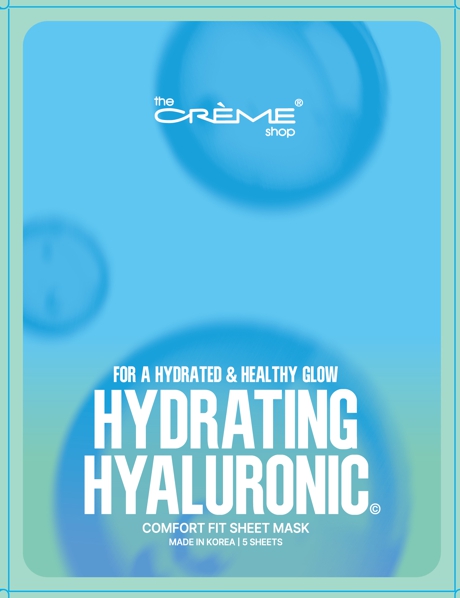 the
CRÈME®
shop
FOR A HYDRATED & HEALTHY GLOW
HYDRATING
HYALURONIC©
COMFORT FIT SHEET MASK
MADE IN KOREA | 5 SHEETS